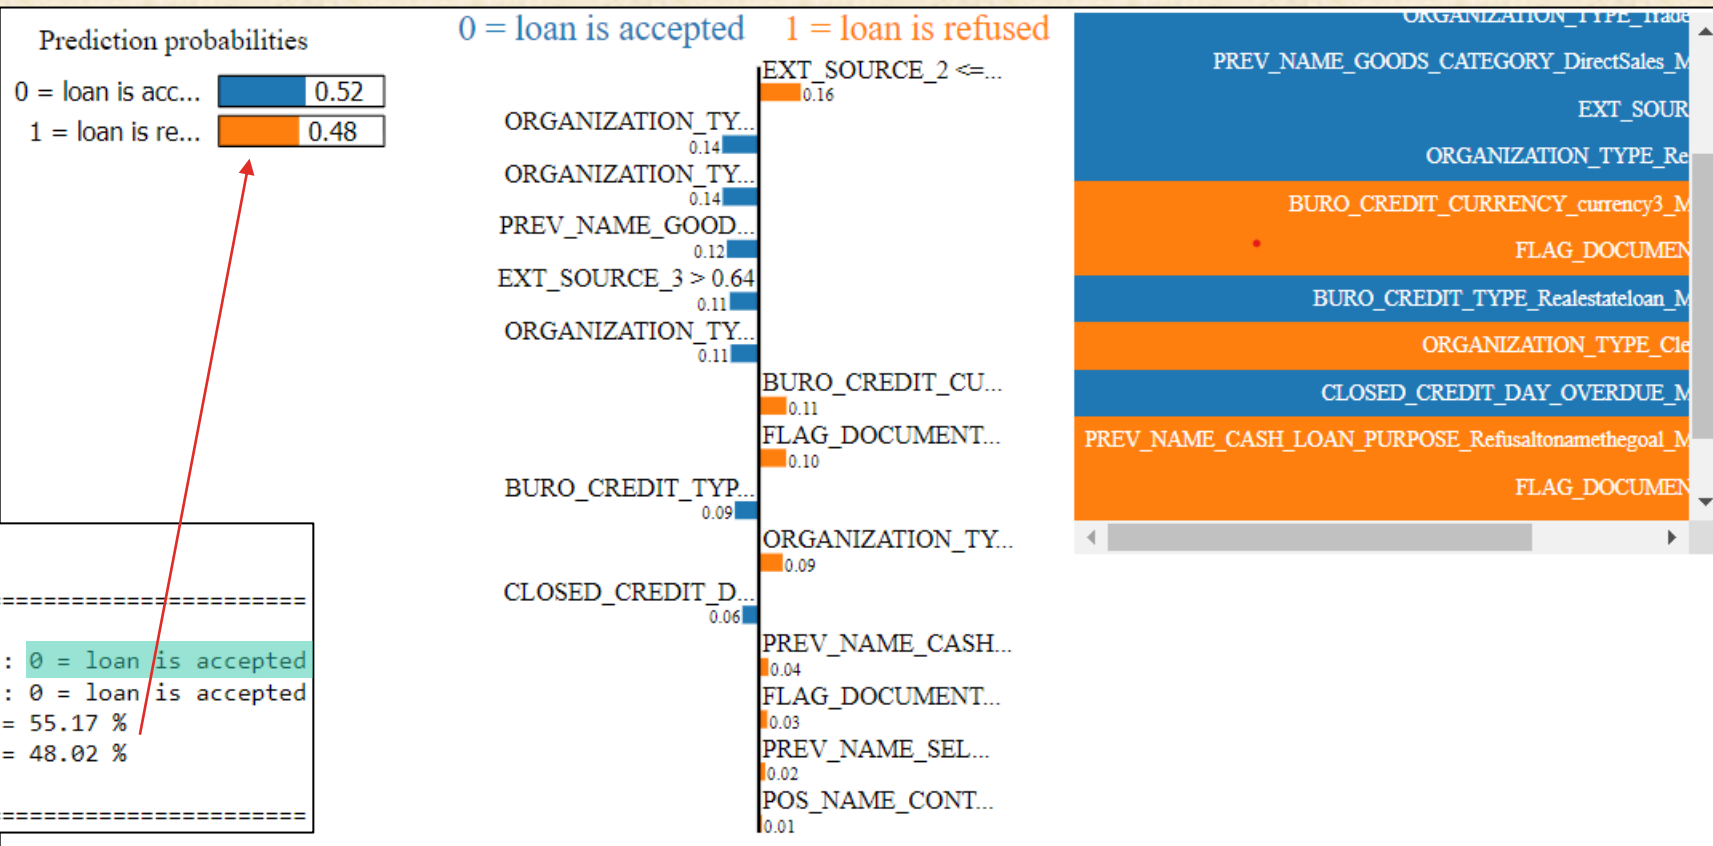 Prediction probabilities
0 = loan is acc... 0.52
1 = loan is re... 0.48
0 = loan is accepted 1 = loan is refused
EXT_SOURCE_2 <=...
0.16
ORGANIZATION_TY...
0.14
ORGANIZATION_TY...
0.14
PREV_NAME_GOOD...
0.12
EXT_SOURCE_3 > 0.64
0.11
ORGANIZATION_TY...
0.11
BURO_CREDIT_CU...
0.11
FLAG_DOCUMENT...
0.10
BURO_CREDIT_TYP...
0.09
ORGANIZATION_TY...
0.09
CLOSED_CREDIT_D...
0.06
PREV_NAME_CASH...
0.04
FLAG_DOCUMENT...
0.03
PREV_NAME_SEL...
0.02
POS_NAME_CONT...
0.01
ORGANIZATION_TYPE_Trade
PREV_NAME_GOODS_CATEGORY_DirectSales_M
EXT_SOUR
ORGANIZATION_TYPE_Re
BURO_CREDIT_CURRENCY_currency3_M
FLAG_DOCUMEN
BURO_CREDIT_TYPE_Realestateloan_M
ORGANIZATION_TYPE_Cle
CLOSED_CREDIT_DAY_OVERDUE_M
PREV_NAME_CASH_LOAN_PURPOSE_Refusaltonamethegoal_M
FLAG_DOCUMEN
=======================
: 0 = loan is accepted
: 0 = loan is accepted
= 55.17 %
= 48.02 %
=======================